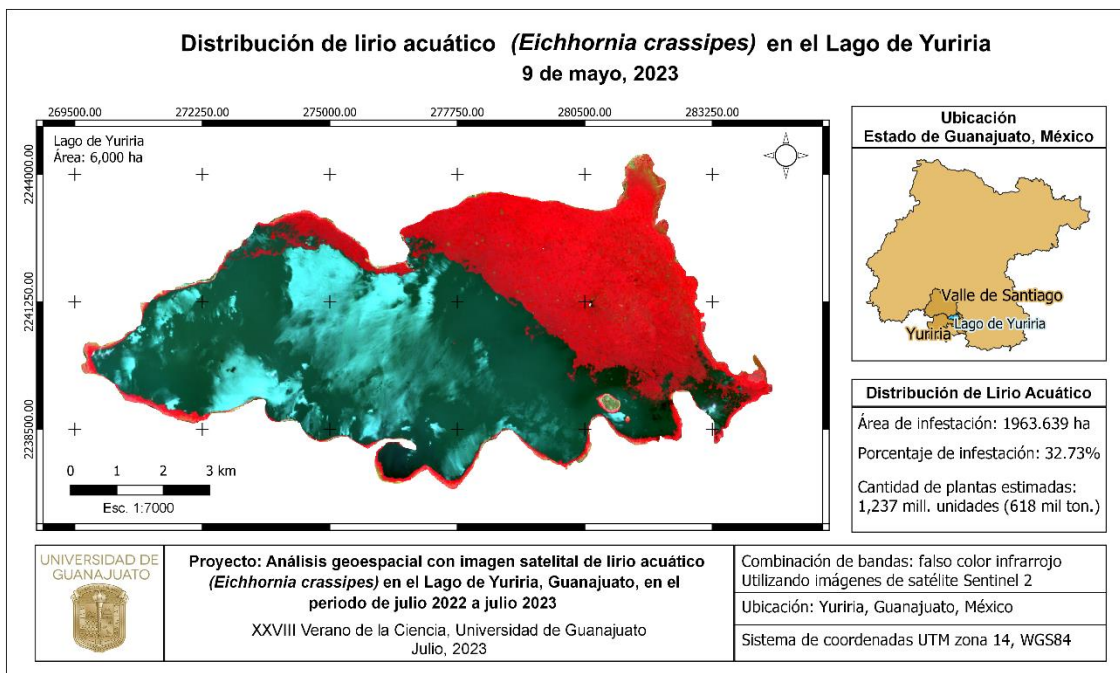 Distribución de lirio acuático (Eichhornia crassipes) en el Lago de Yuriria
9 de mayo, 2023
269500.00 272250.00 275000.00 277750.00 280500.00 283250.00
2244000.00
2241250.00
2238500.00
Lago de Yuriria
Área: 6,000 ha
0 1 2 3 km
Esc. 1:7000
Ubicación
Estado de Guanajuato, México
Valle de Santiago
Lago de Yuriria
Yuriria
Distribución de Lirio Acuático
Área de infestación: 1963.639 ha
Porcentaje de infestación: 32.73%
Cantidad de plantas estimadas:
1,237 mill. unidades (618 mil ton.)
UNIVERSIDAD DE
GUANAJUATO
Proyecto: Análisis geoespacial con imagen satelital de lirio acuático
(Eichhornia crassipes) en el Lago de Yuriria, Guanajuato, en el
periodo de julio 2022 a julio 2023
XXVIII Verano de la Ciencia, Universidad de Guanajuato
Julio, 2023
Combinación de bandas: falso color infrarrojo
Utilizando imágenes de satélite Sentinel 2
Ubicación: Yuriria, Guanajuato, México
Sistema de coordenadas UTM zona 14, WGS84